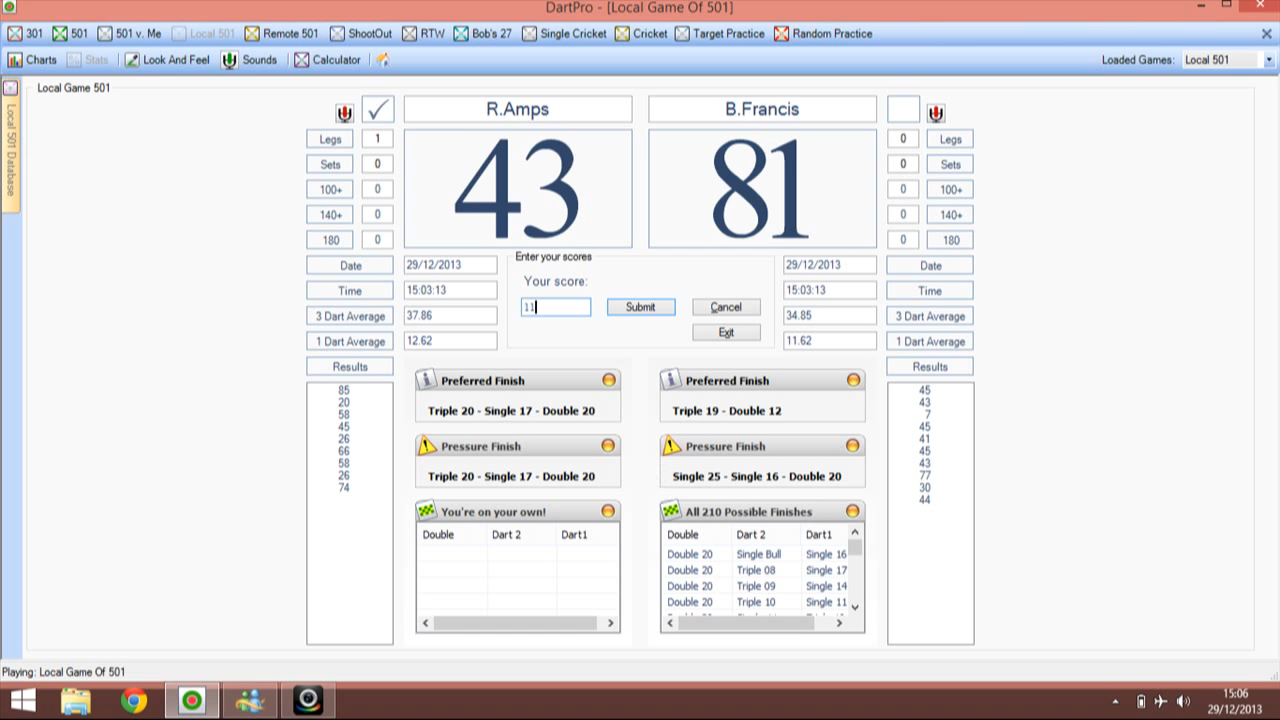 DartPro - [Local Game Of 501]
301 501 501 v. Me Local 501 Remote 501 ShootOut RTW Bob's 27 Single Cricket Cricket Target Practice Random Practice
Charts Stats Look And Feel Sounds Calculator Loaded Games: Local 501
Local 501 Database
Local Game 501
R.Amps B.Francis
Legs 1 43 81 0 Legs
Sets 0 0 Sets
100+ 0 0 100+
140+ 0 0 140+
180 0 0 180
Enter your scores
Date 29/12/2013 29/12/2013 Date
Your score:
Time 15:03:13 15:03:13 Time
11 Submit Cancel
3 Dart Average 37.86 34.85 3 Dart Average
Exit
1 Dart Average 12.62 11.62 1 Dart Average
Results Results
85
20
58
45
26
66
58
26
74
Preferred Finish
Triple 20 - Single 17 - Double 20
Pressure Finish
Triple 20 - Single 17 - Double 20
You're on your own!
Double Dart 2 Dart1
Preferred Finish
Triple 19 - Double 12
Pressure Finish
Single 25 - Single 16 - Double 20
All 210 Possible Finishes
Double Dart 2 Dart1
Double 20 Single Bull Single 16
Double 20 Triple 08 Single 17
Double 20 Triple 09 Single 14
Double 20 Triple 10 Single 11
45
43
7
45
41
45
43
77
30
44
Playing: Local Game Of 501
15:06
29/12/2013